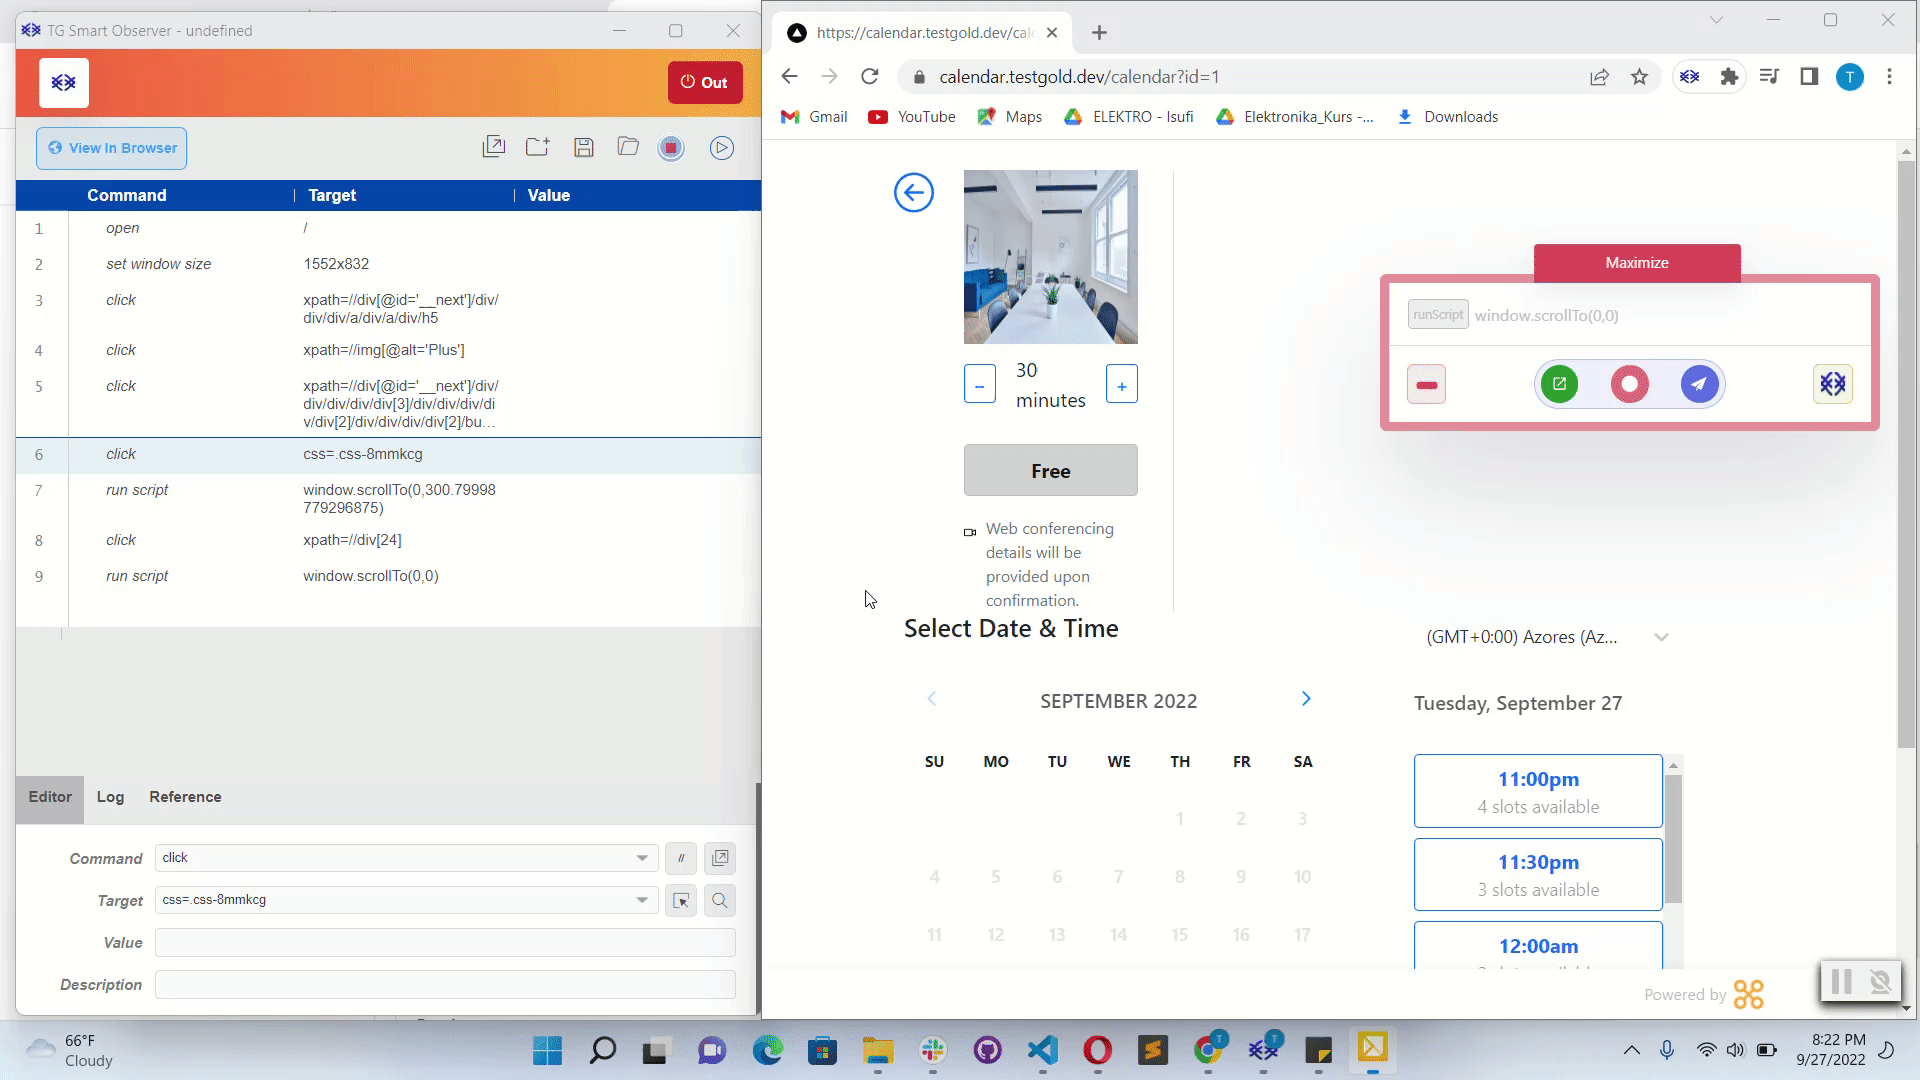 TG Smart Observer - undefined
Out
View In Browser
Command Target Value
1 open /
2 set window size 1552x832
3 click xpath=//div[@id='__next']/div/
div/div/a/div/a/div/h5
4 click xpath=//img[@alt='Plus']
5 click xpath=//div[@id='__next']/div/
div/div/div/div[3]/div/div/div/di
v/div[2]/div/div/div/div[2]/bu...
6 click css=.css-8mmkcg
7 run script window.scrollTo(0,300.79998
779296875)
8 click xpath=//div[24]
9 run script window.scrollTo(0,0)
Editor Log Reference
Command click //
Target css=.css-8mmkcg
Value
Description
https://calendar.testgold.dev/cal
calendar.testgold.dev/calendar?id=1
T
Gmail YouTube Maps ELEKTRO - Isufi Elektronika_Kurs -... Downloads
30
minutes
Free
Web conferencing
details will be
provided upon
confirmation.
Maximize
runScript window.scrollTo(0,0)
Select Date & Time
(GMT+0:00) Azores (Az...
SEPTEMBER 2022
Tuesday, September 27
SU MO TU WE TH FR SA
1 2 3
4 5 6 7 8 9 10
11 12 13 14 15 16 17
11:00pm
4 slots available
11:30pm
3 slots available
12:00am
Powered by
66°F
Cloudy
T
T
8:22 PM
9/27/2022